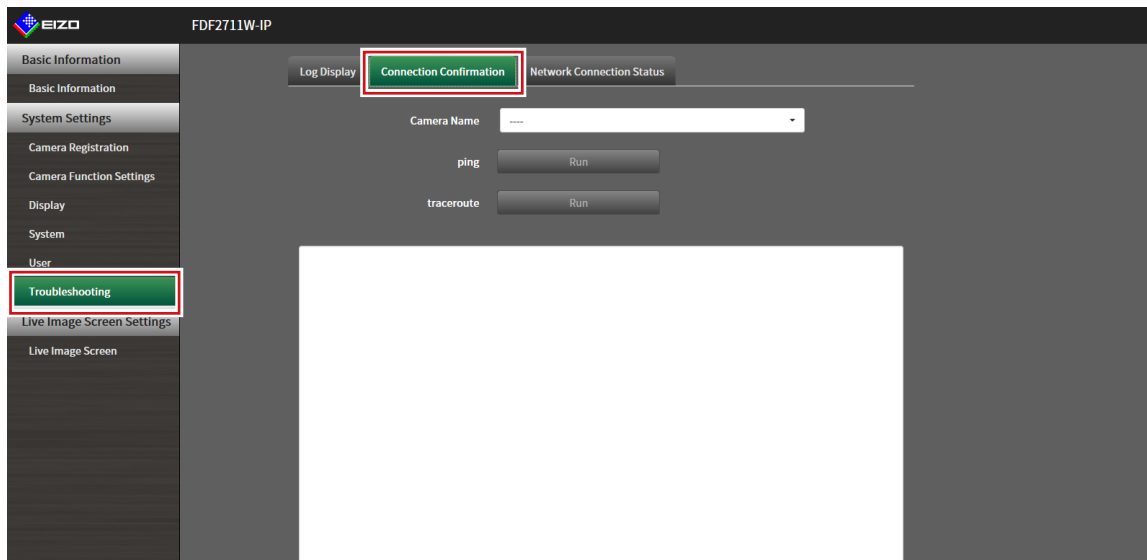 EIZO
FDF2711W-IP
Basic Information
Basic Information
System Settings
Camera Registration
Camera Function Settings
Display
System
User
Troubleshooting
Live Image Screen Settings
Live Image Screen
Log Display
Connection Confirmation
Network Connection Status
Camera Name ----
ping Run
traceroute Run